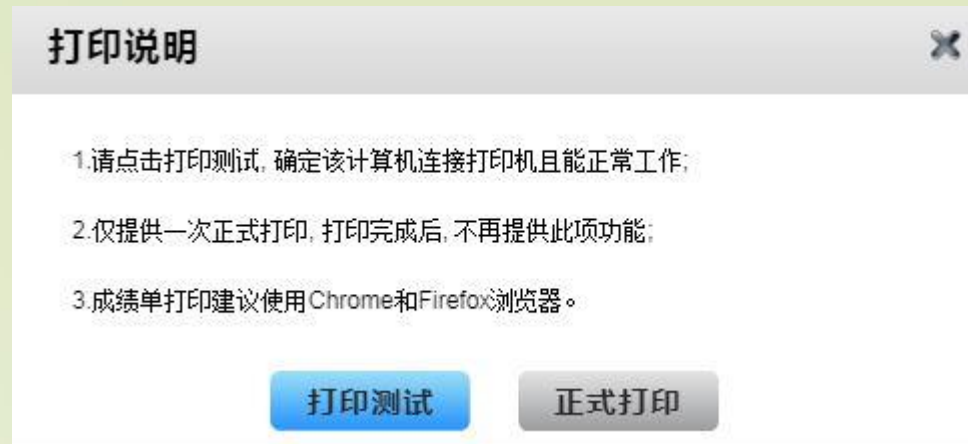 打印说明
1.请点击打印测试, 确定该计算机连接打印机且能正常工作;
2.仅提供一次正式打印, 打印完成后, 不再提供此项功能;
3.成绩单打印建议使用Chrome和Firefox浏览器。
打印测试 正式打印